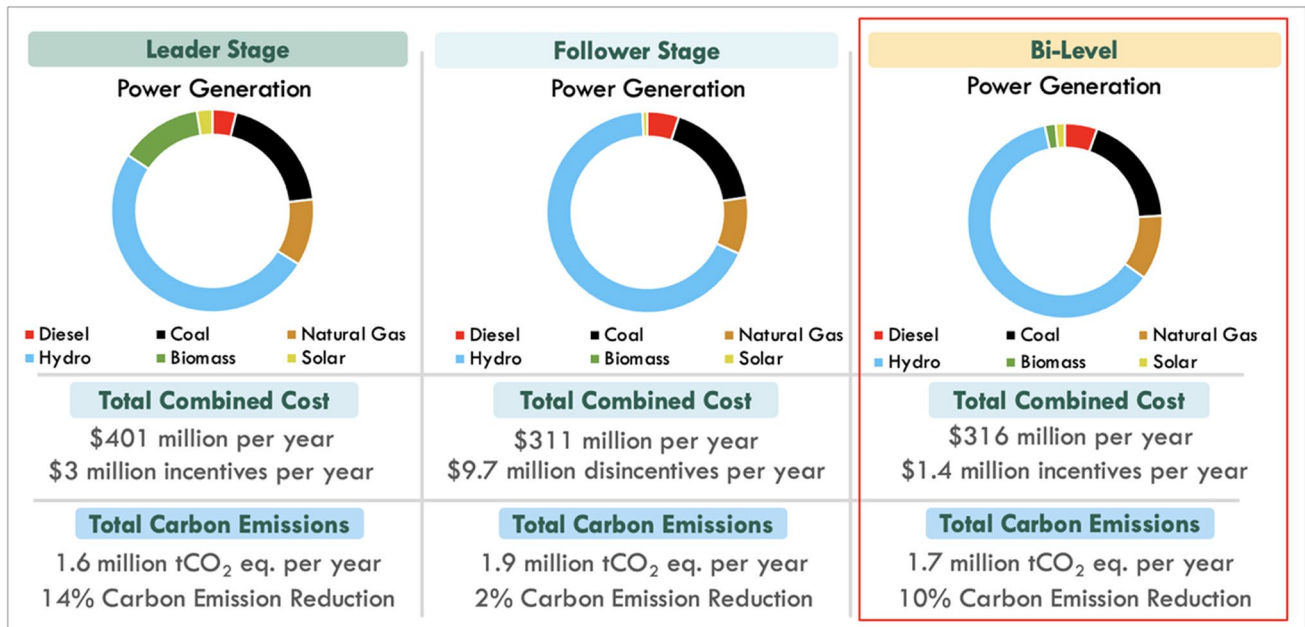 Leader Stage
Power Generation
Diesel Coal Natural Gas
Hydro Biomass Solar
Total Combined Cost
$401 million per year
$3 million incentives per year
Total Carbon Emissions
1.6 million tCO₂ eq. per year
14% Carbon Emission Reduction
Follower Stage
Power Generation
Diesel Coal Natural Gas
Hydro Biomass Solar
Total Combined Cost
$311 million per year
$9.7 million disincentives per year
Total Carbon Emissions
1.9 million tCO₂ eq. per year
2% Carbon Emission Reduction
Bi-Level
Power Generation
Diesel Coal Natural Gas
Hydro Biomass Solar
Total Combined Cost
$316 million per year
$1.4 million incentives per year
Total Carbon Emissions
1.7 million tCO₂ eq. per year
10% Carbon Emission Reduction